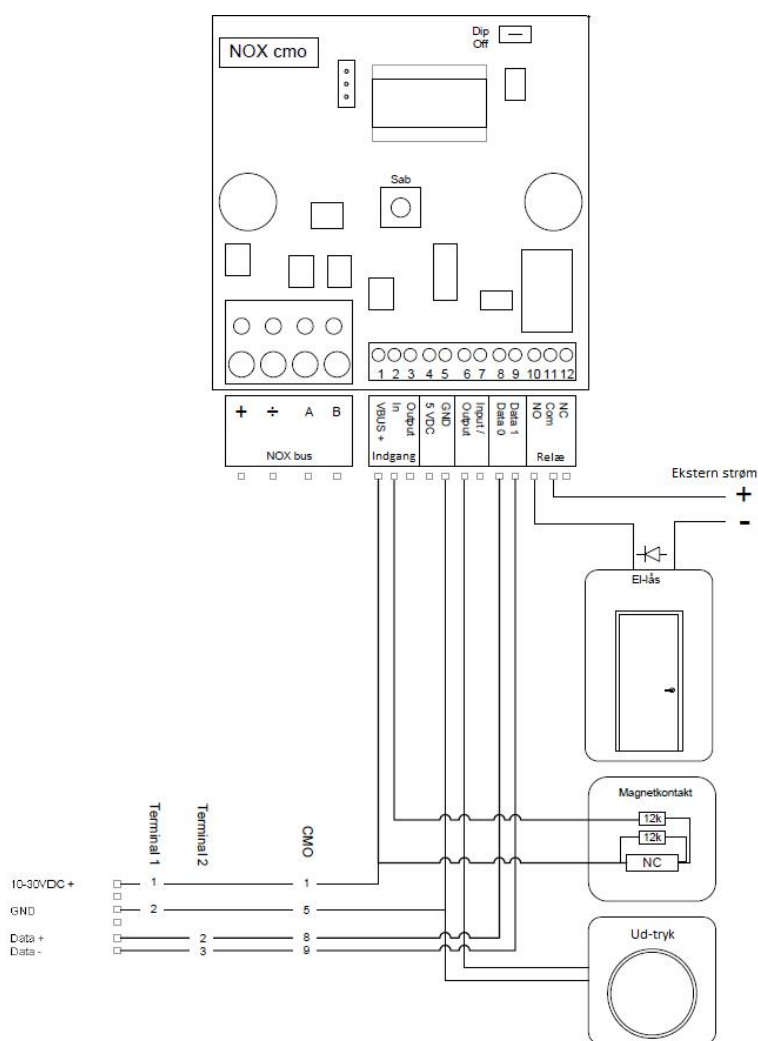 NOX cmo
Dip
Off
Sab
1 2 3 4 5 6 7 8 9 10 11 12
+ ÷ A B
NOX bus
VBUS +
In
Output
Indgang
5 VDC
GND
Output
Input /
Data 0
Data 1
NO
Com
NC
Relæ
Ekstern strøm
+
-
El-lås
Magnetkontakt
12k
12k
NC
Terminal 1
Terminal 2
CMO
10-30VDC + 1 1
GND 2 5
Data + 2 8
Data - 3 9
Ud-tryk